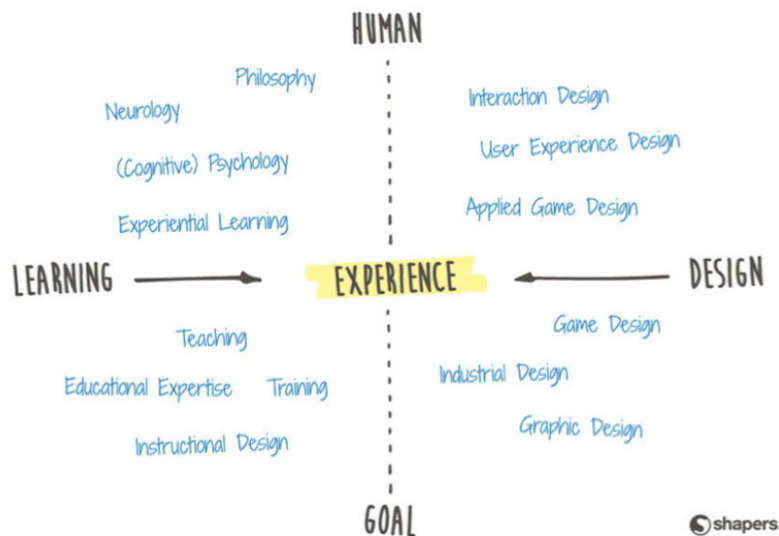 HUMAN
Philosophy
Neurology
Interaction Design
User Experience Design
(Cognitive) Psychology
Applied Game Design
Experiential Learning
LEARNING
EXPERIENCE
DESIGN
Teaching
Game Design
Educational Expertise
Training
Industrial Design
Instructional Design
Graphic Design
GOAL
shapers